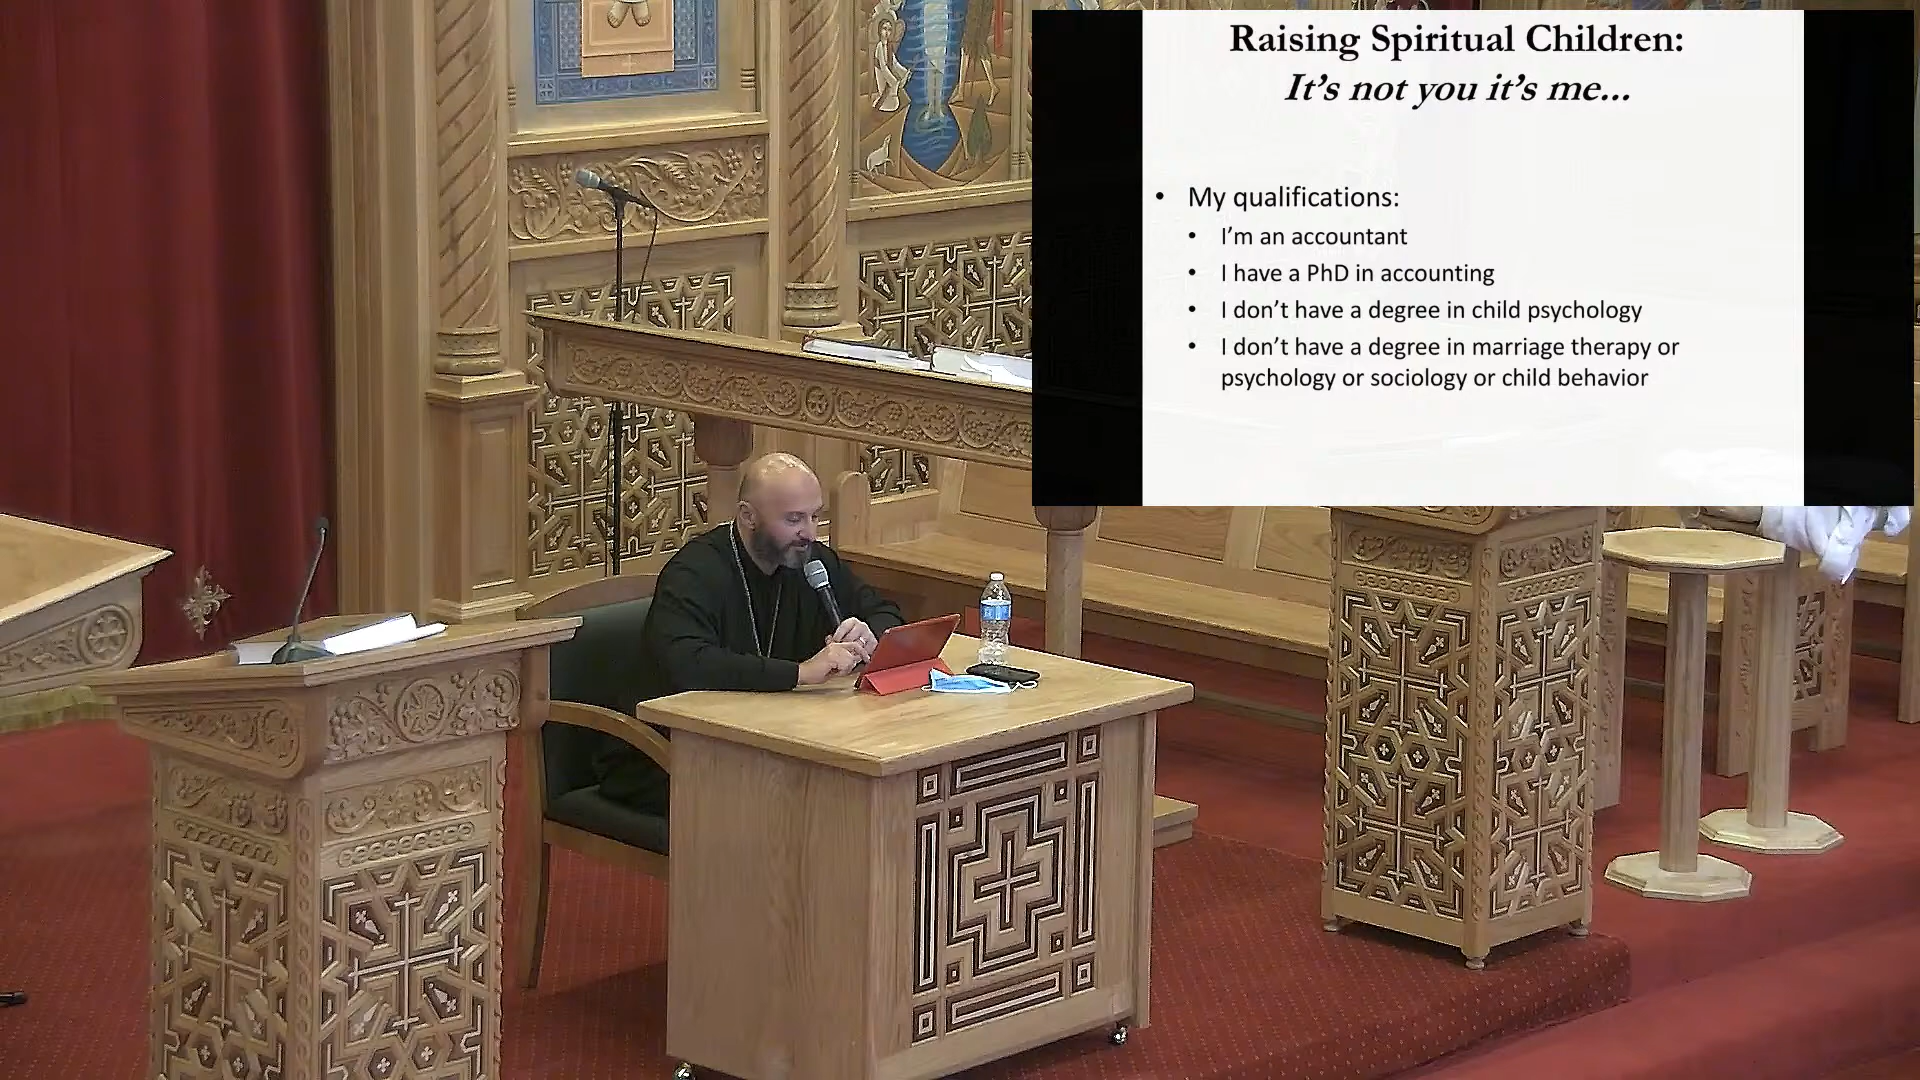 Raising Spiritual Children:
It’s not you it’s me...
• My qualifications:
• I’m an accountant
• I have a PhD in accounting
• I don’t have a degree in child psychology
• I don’t have a degree in marriage therapy or
psychology or sociology or child behavior